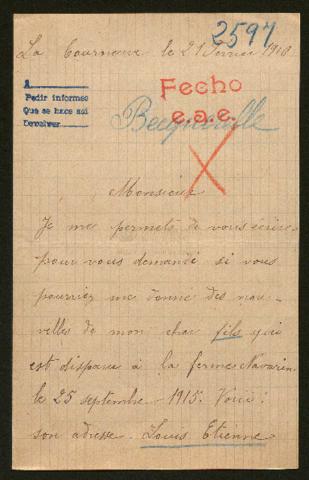 2597
La Courneuve le 21 Février 1916
A
Pedir informes
Que se hace asi
Devolver
Fecho
e.a.e.
Becquerelle
Monsieur
Je me permets de vous écrire
pour vous demandé si vous
pourriez me donné des nou-
velles de mon cher fils qui
est disparu à la ferme Navarin
le 25 septembre 1915. Voici
son adresse. Louis Etienne